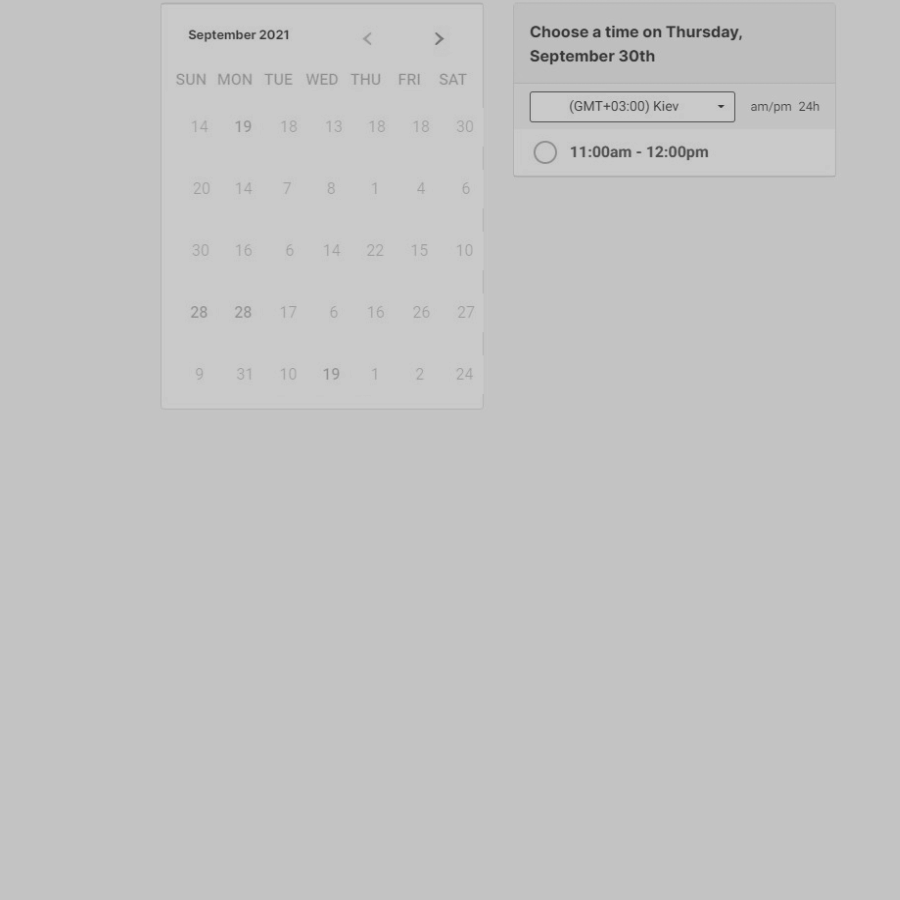 September 2021
SUN MON TUE WED THU FRI SAT
14 19 18 13 18 18 30
20 14 7 8 1 4 6
30 16 6 14 22 15 10
28 28 17 6 16 26 27
9 31 10 19 1 2 24
Choose a time on Thursday,
September 30th
(GMT+03:00) Kiev am/pm 24h
11:00am - 12:00pm